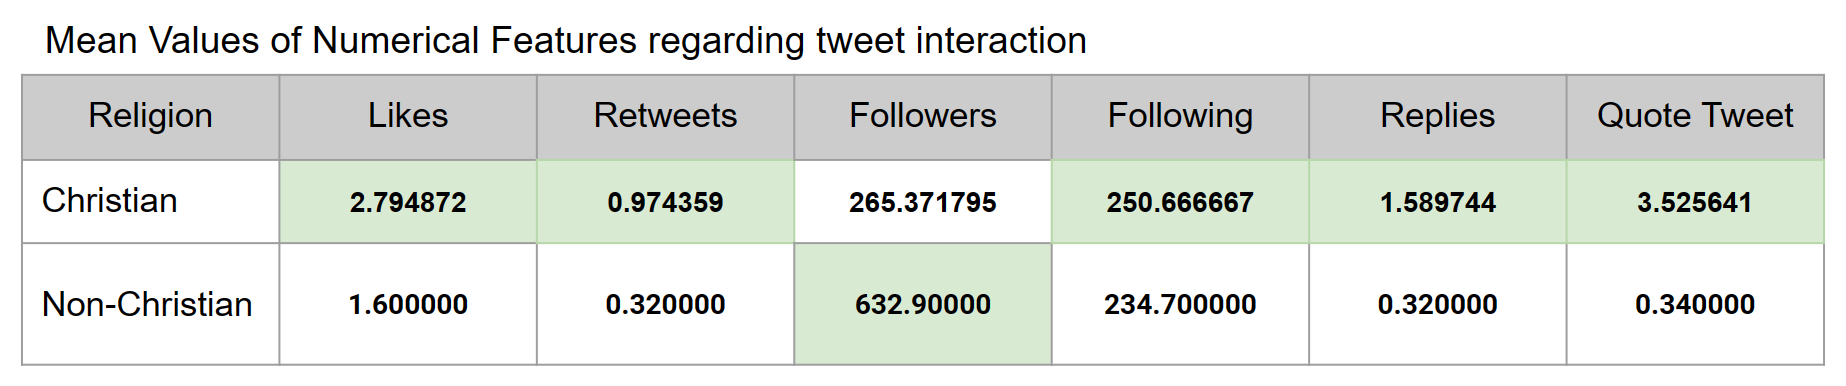 Mean Values of Numerical Features regarding tweet interaction
Religion Likes Retweets Followers Following Replies Quote Tweet
Christian 2.794872 0.974359 265.371795 250.666667 1.589744 3.525641
Non-Christian 1.600000 0.320000 632.90000 234.700000 0.320000 0.340000